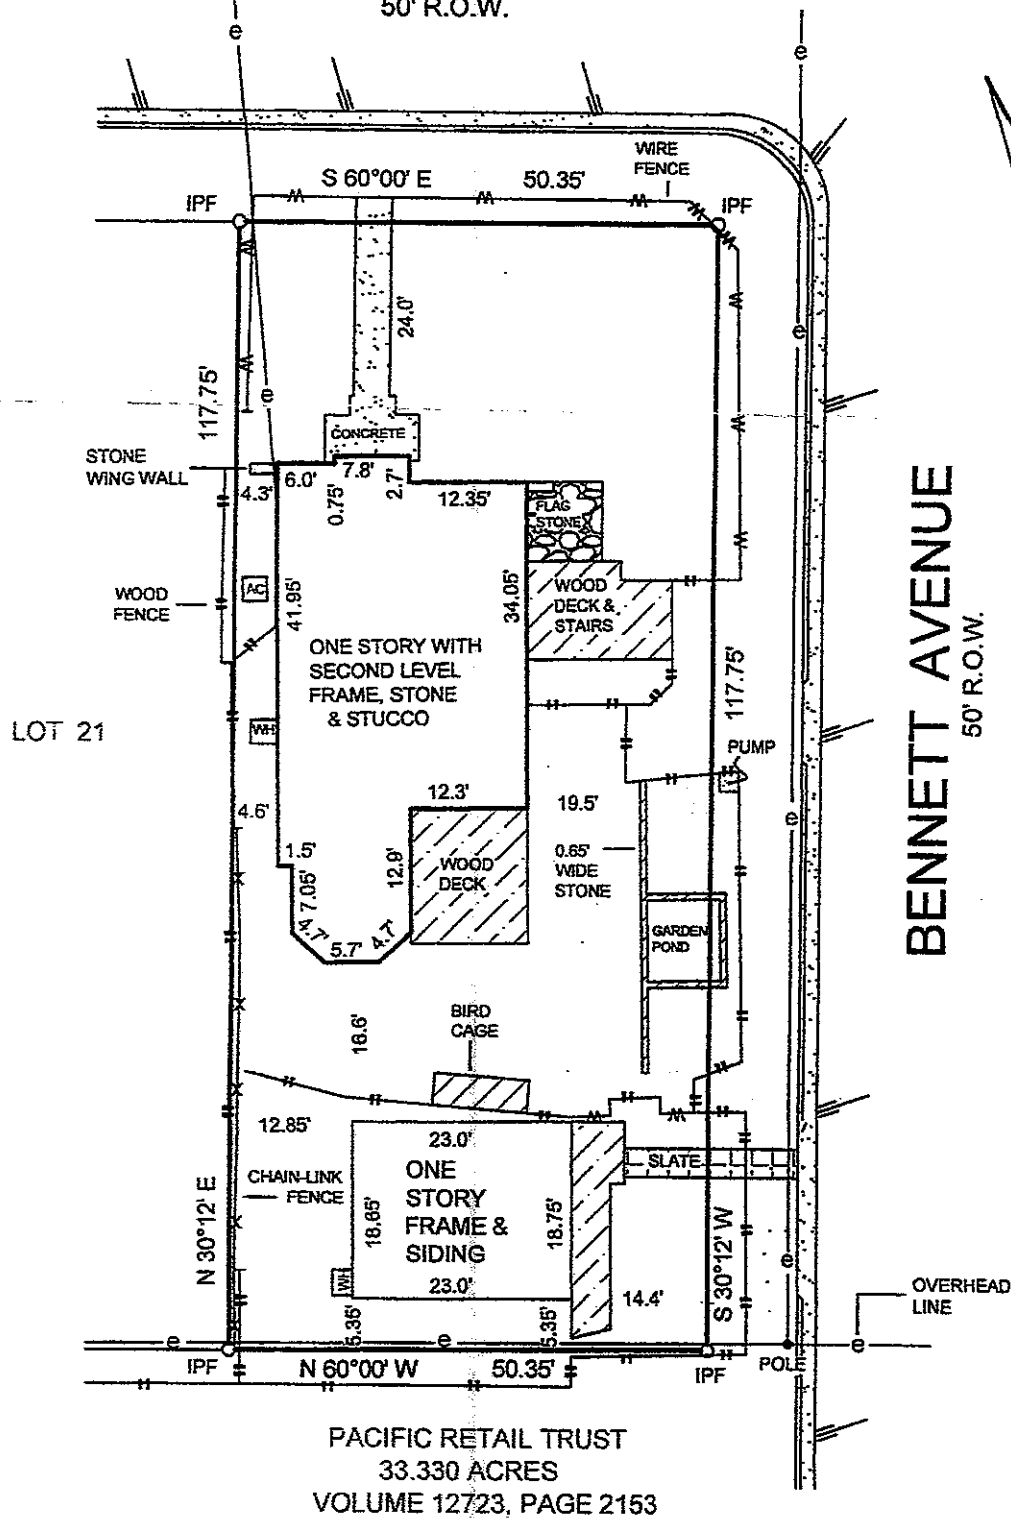 50' R.O.W.
e
e
WIRE
FENCE
S 60°00' E
50.35'
IPF
IPF
24.0'
e
e
117.75'
CONCRETE
STONE
WING WALL
4.3'
6.0'
7.8'
0.75'
2.7'
12.35'
FLAG
STONE
WOOD
FENCE
AC
41.95'
34.05'
WOOD
DECK &
STAIRS
ONE STORY WITH
SECOND LEVEL
FRAME, STONE
& STUCCO
117.75'
BENNETT AVENUE
50' R.O.W.
LOT 21
WH
PUMP
12.3'
19.5'
4.6'
e
1.5'
7.05'
12.9'
WOOD
DECK
0.65'
WIDE
STONE
4.7'
5.7'
4.7'
GARDEN
POND
16.6'
BIRD
CAGE
12.85'
23.0'
SLATE
CHAIN-LINK
FENCE
ONE
STORY
FRAME &
SIDING
18.65'
18.75'
N 30°12' E
S 30°12' W
WH
23.0'
14.4'
e
OVERHEAD
LINE
5.35'
5.35'
e
e
e
IPF
N 60°00' W
50.35'
IPF
POLE
PACIFIC RETAIL TRUST
33.330 ACRES
VOLUME 12723, PAGE 2153